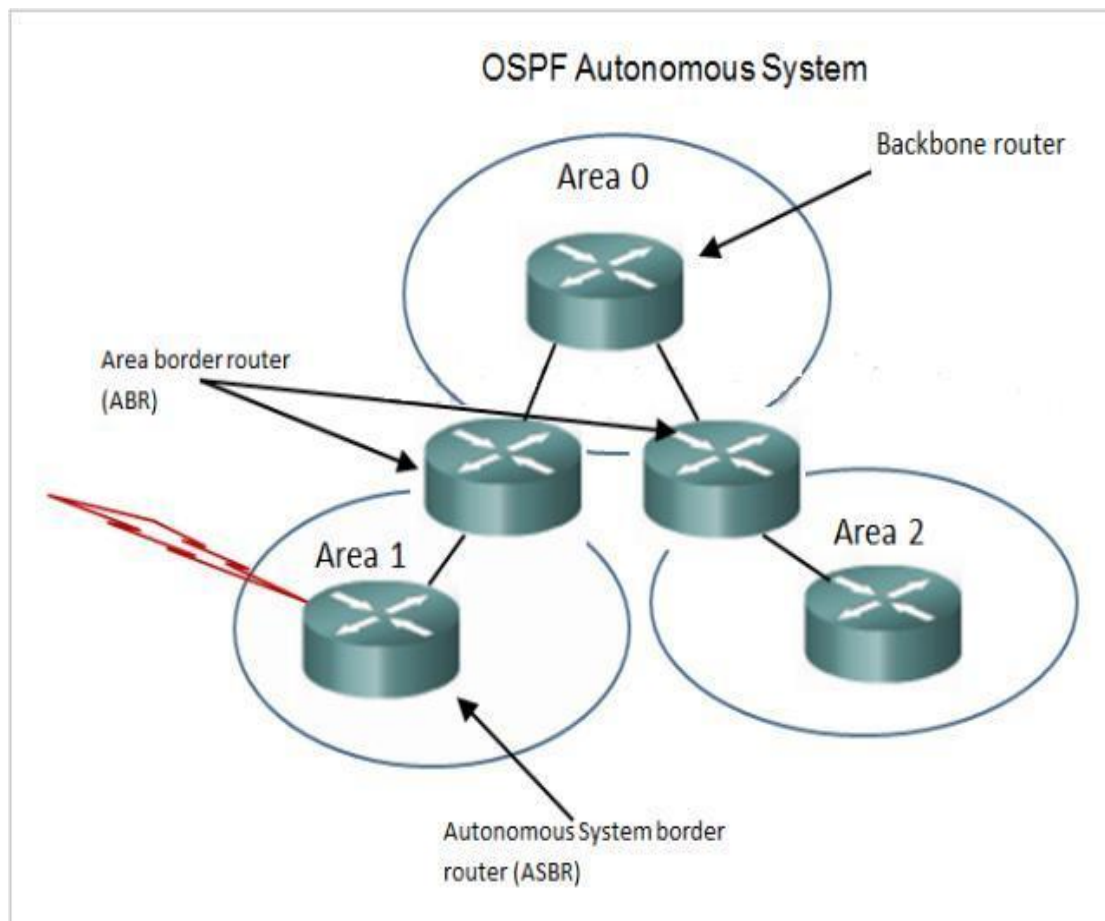 OSPF Autonomous System
Backbone router
Area 0
Area border router
(ABR)
Area 1
Area 2
Autonomous System border
router (ASBR)